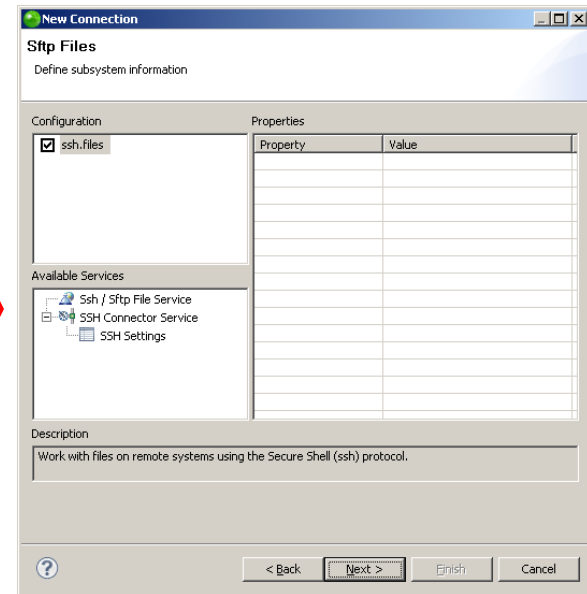 New Connection
Sftp Files
Define subsystem information
Configuration
Properties
ssh.files
Property Value
Available Services
Ssh / Sftp File Service
SSH Connector Service
SSH Settings
Description
Work with files on remote systems using the Secure Shell (ssh) protocol.
? < Back Next > Finish Cancel